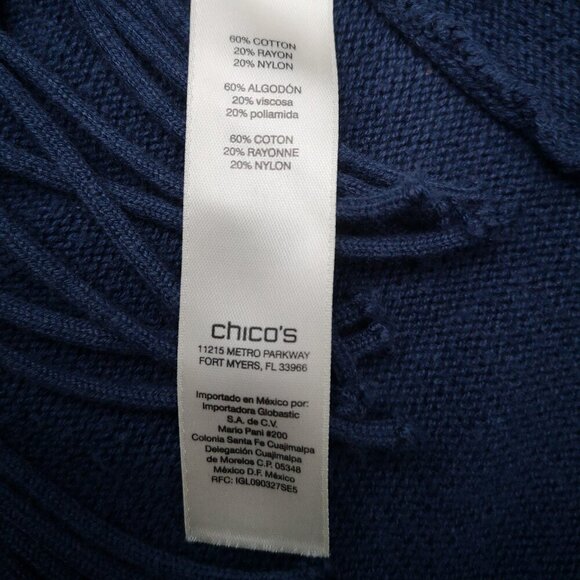 60% COTTON
20% RAYON
20% NYLON
60% ALGODÓN
20% viscosa
20% poliamida
60% COTON
20% RAYONNE
20% NYLON
chico's
11215 METRO PARKWAY
FORT MYERS, FL 33966
Importado en México por:
Importadora Globastic
S.A. de C.V.
Mario Pani #200
Colonia Santa Fe Cuajimalpa
Delegación Cuajimalpa
de Morelos C.P. 05348
México D.F. México
RFC: IGL090327SE5